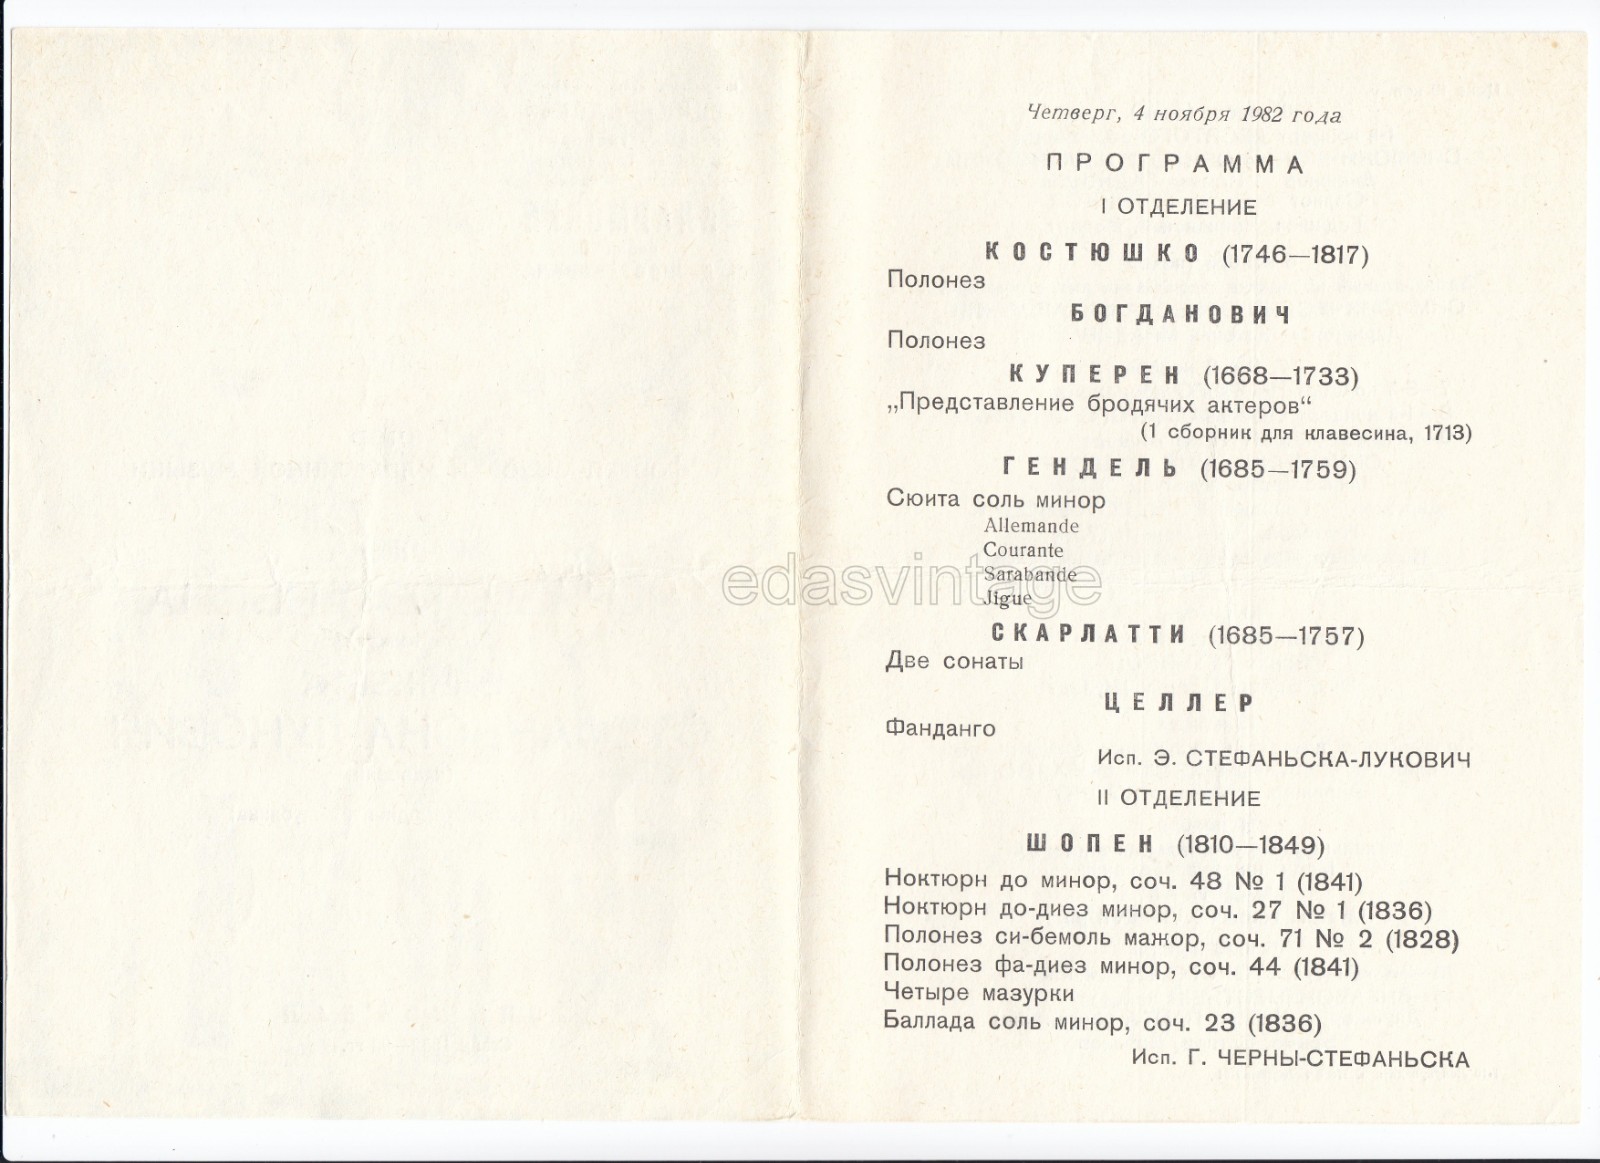 Четверг, 4 ноября 1982 года
ПРОГРАММА
I ОТДЕЛЕНИЕ
КОСТЮШКО (1746—1817)
Полонез
БОГДАНОВИЧ
Полонез
КУПЕРЕН (1668—1733)
„Представление бродячих актеров“
(1 сборник для клавесина, 1713)
ГЕНДЕЛЬ (1685—1759)
Сюита соль минор
Allemande
Courante
Sarabande
Jigue
edasvintage
СКАРЛАТТИ (1685—1757)
Две сонаты
ЦЕЛЛЕР
Фанданго
Исп. Э. СТЕФАНЬСКА-ЛУКОВИЧ
II ОТДЕЛЕНИЕ
ШОПЕН (1810—1849)
Ноктюрн до минор, соч. 48 № 1 (1841)
Ноктюрн до-диез минор, соч. 27 № 1 (1836)
Полонез си-бемоль мажор, соч. 71 № 2 (1828)
Полонез фа-диез минор, соч. 44 (1841)
Четыре мазурки
Баллада соль минор, соч. 23 (1836)
Исп. Г. ЧЕРНЫ-СТЕФАНЬСКА